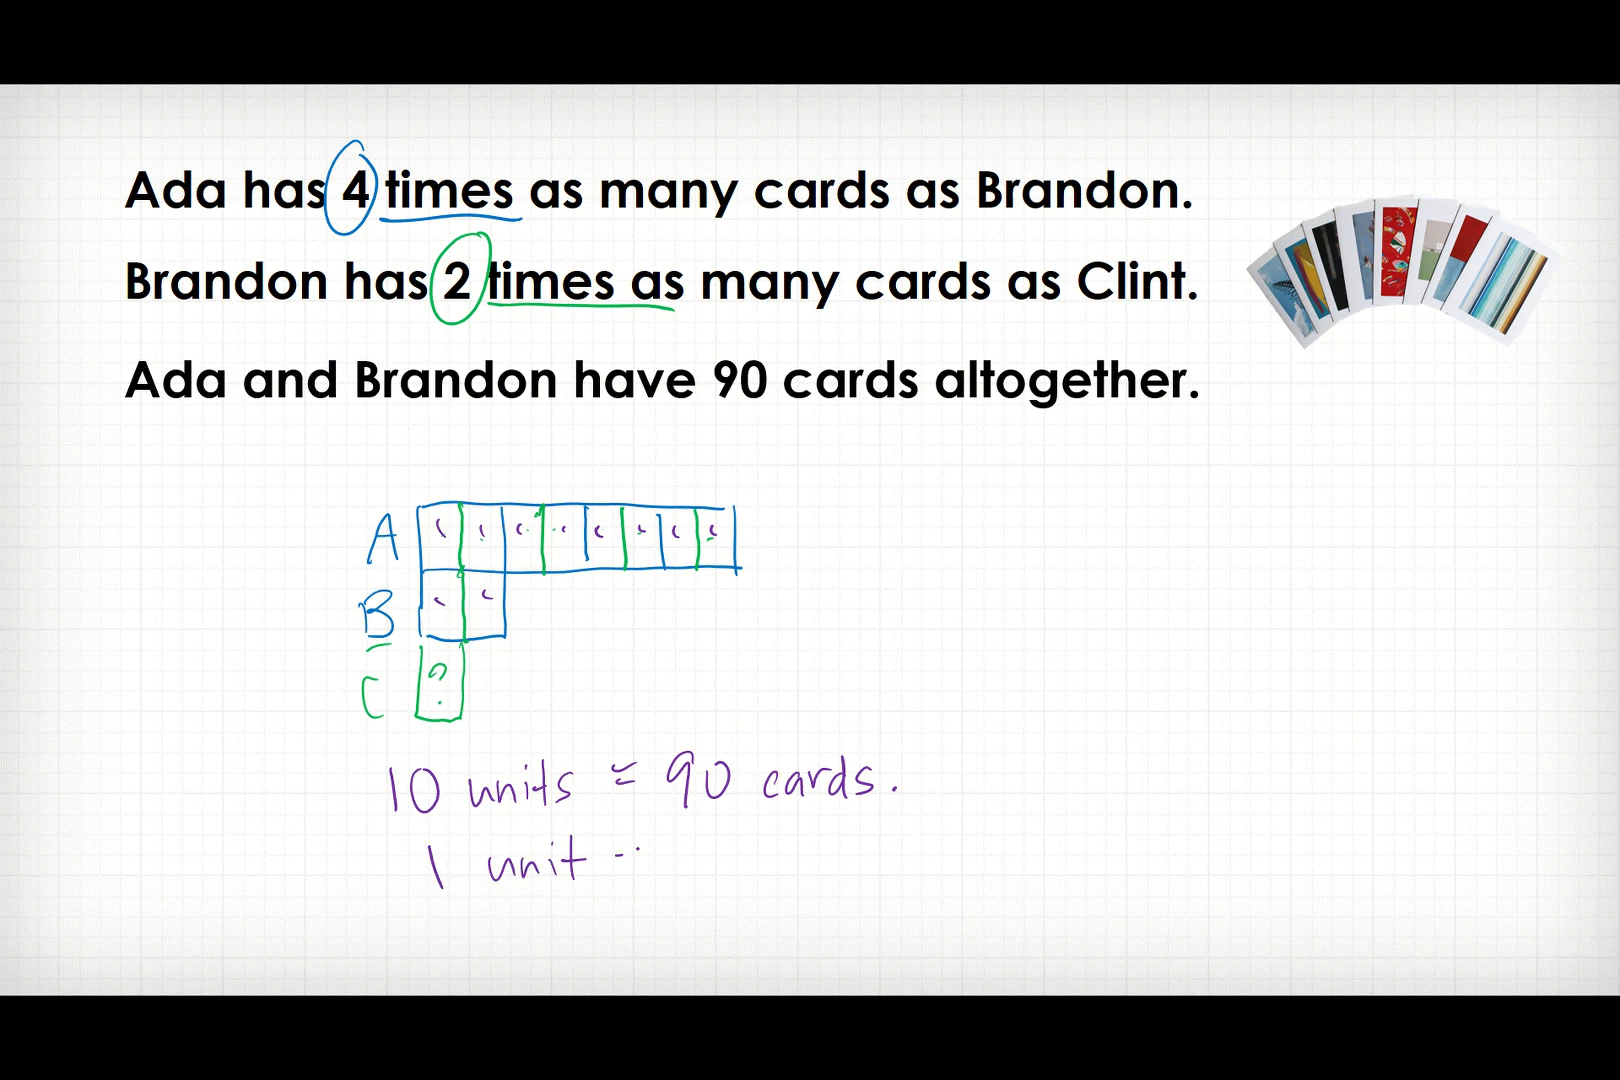 Ada has 4 times as many cards as Brandon.
Brandon has 2 times as many cards as Clint.
Ada and Brandon have 90 cards altogether.
A
B
C ?
10 units = 90 cards.
1 unit